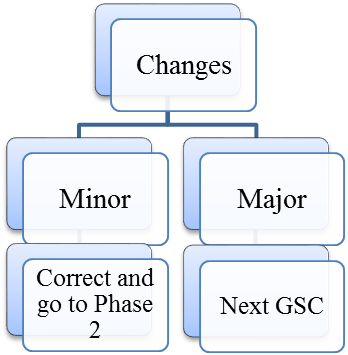 Changes
Minor
Major
Correct and
go to Phase
2
Next GSC